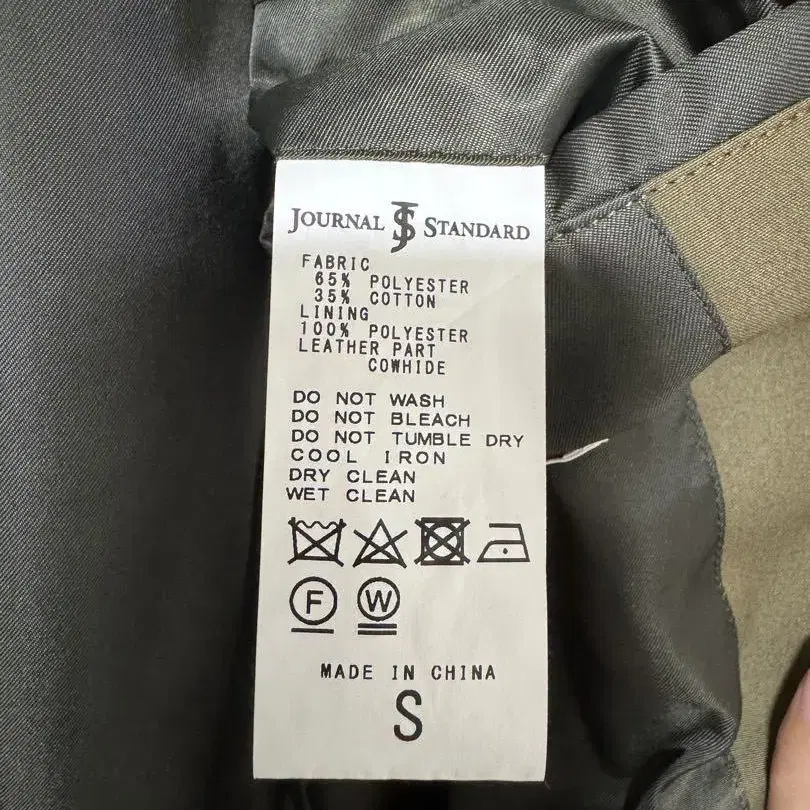 JOURNAL JS STANDARD
FABRIC
65% POLYESTER
35% COTTON
LINING
100% POLYESTER
LEATHER PART
COWHIDE
DO NOT WASH
DO NOT BLEACH
DO NOT TUMBLE DRY
COOL IRON
DRY CLEAN
WET CLEAN
F W
MADE IN CHINA
S